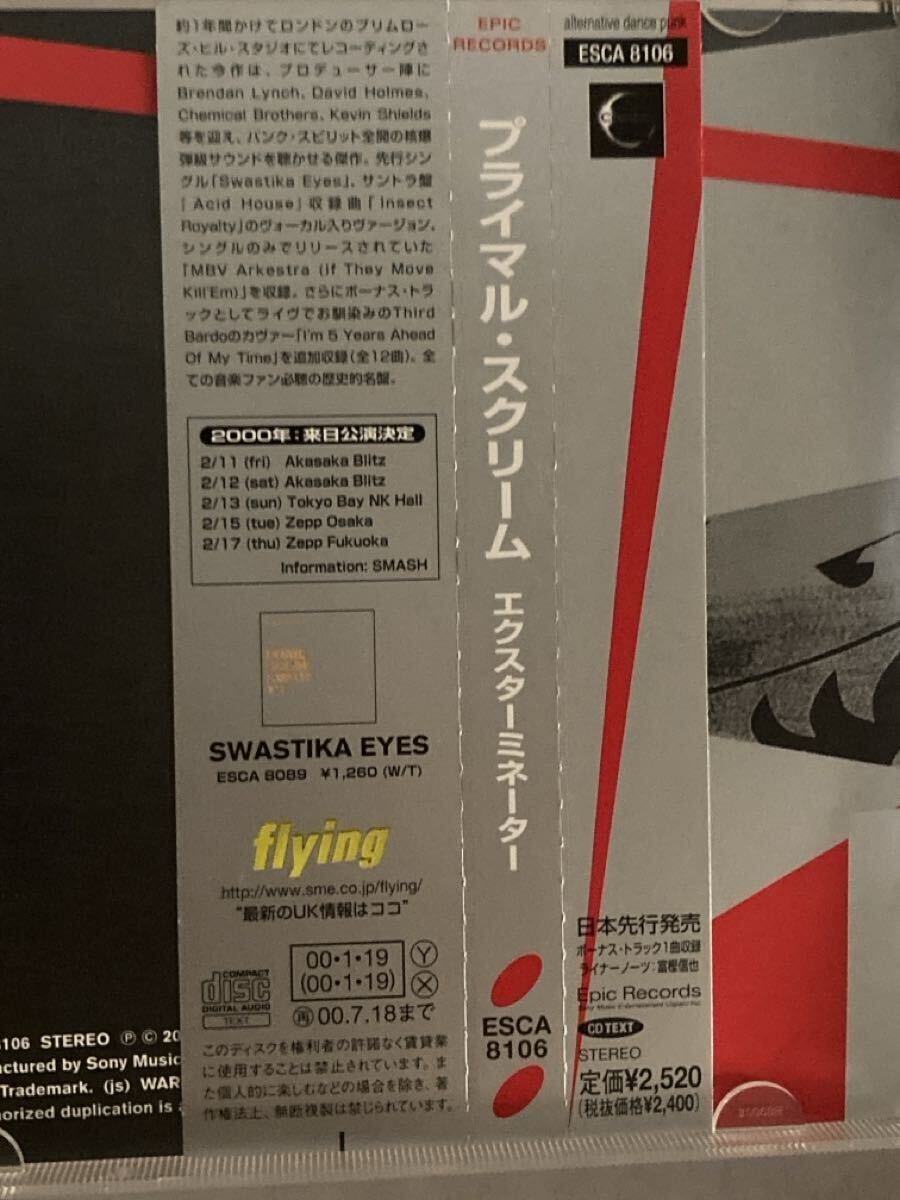 約1年間かけてロンドンのプリムロー
ズ・ヒル・スタジオにてレコーディングさ
れた今作は、プロデューサー陣に
Brendan Lynch、David Holmes、
Chemical Brothers、Kevin Shields
等を迎え、パンク・スピリット全開の核爆
弾級サウンドを聴かせる傑作。先行シン
グル「Swastika Eyes」、サントラ盤
「Acid House」収録曲「Insect
Royalty」のヴォーカル入りヴァージョン、
シングルのみでリリースされていた
「MBV Arkestra (If They Move
Kill'Em)」を収録。さらにボーナス・トラ
ックとしてライヴでお馴染みのThird
Bardoのカヴァー「I'm 5 Years Ahead
Of My Time」を追加収録(全12曲)。全
ての音楽ファン必聴の歴史的名盤。
2000年:来日公演決定
2/11 (fri) Akasaka Blitz
2/12 (sat) Akasaka Blitz
2/13 (sun) Tokyo Bay NK Hall
2/15 (tue) Zepp Osaka
2/17 (thu) Zepp Fukuoka
Information: SMASH
SWASTIKA EYES
ESCA 8089 ¥1,260 (W/T)
flying
http://www.sme.co.jp/flying/
“最新のUK情報はココ”
COMPACT
disc
DIGITAL AUDIO
TEXT
00・1・19
(00・1・19)
Y
X
再00.7.18まで
このディスクを権利者の許諾なく賃貸業
に使用することは禁止されています。ま
た個人的に楽しむなどの場合を除き、著
作権法上、無断複製は禁じられています。
EPIC
RECORDS
プライマル・スクリーム エクスターミネーター
ESCA
8106
alternative dance punk
ESCA 8106
日本先行発売
ボーナス・トラック1曲収録
ライナーノーツ:富樫信也
Epic Records
CD TEXT
STEREO
定価¥2,520
(税抜価格¥2,400)
8106 STEREO Ⓟ Ⓒ 20
ctured by Sony Music
Trademark. (js) WAR
orized duplication is